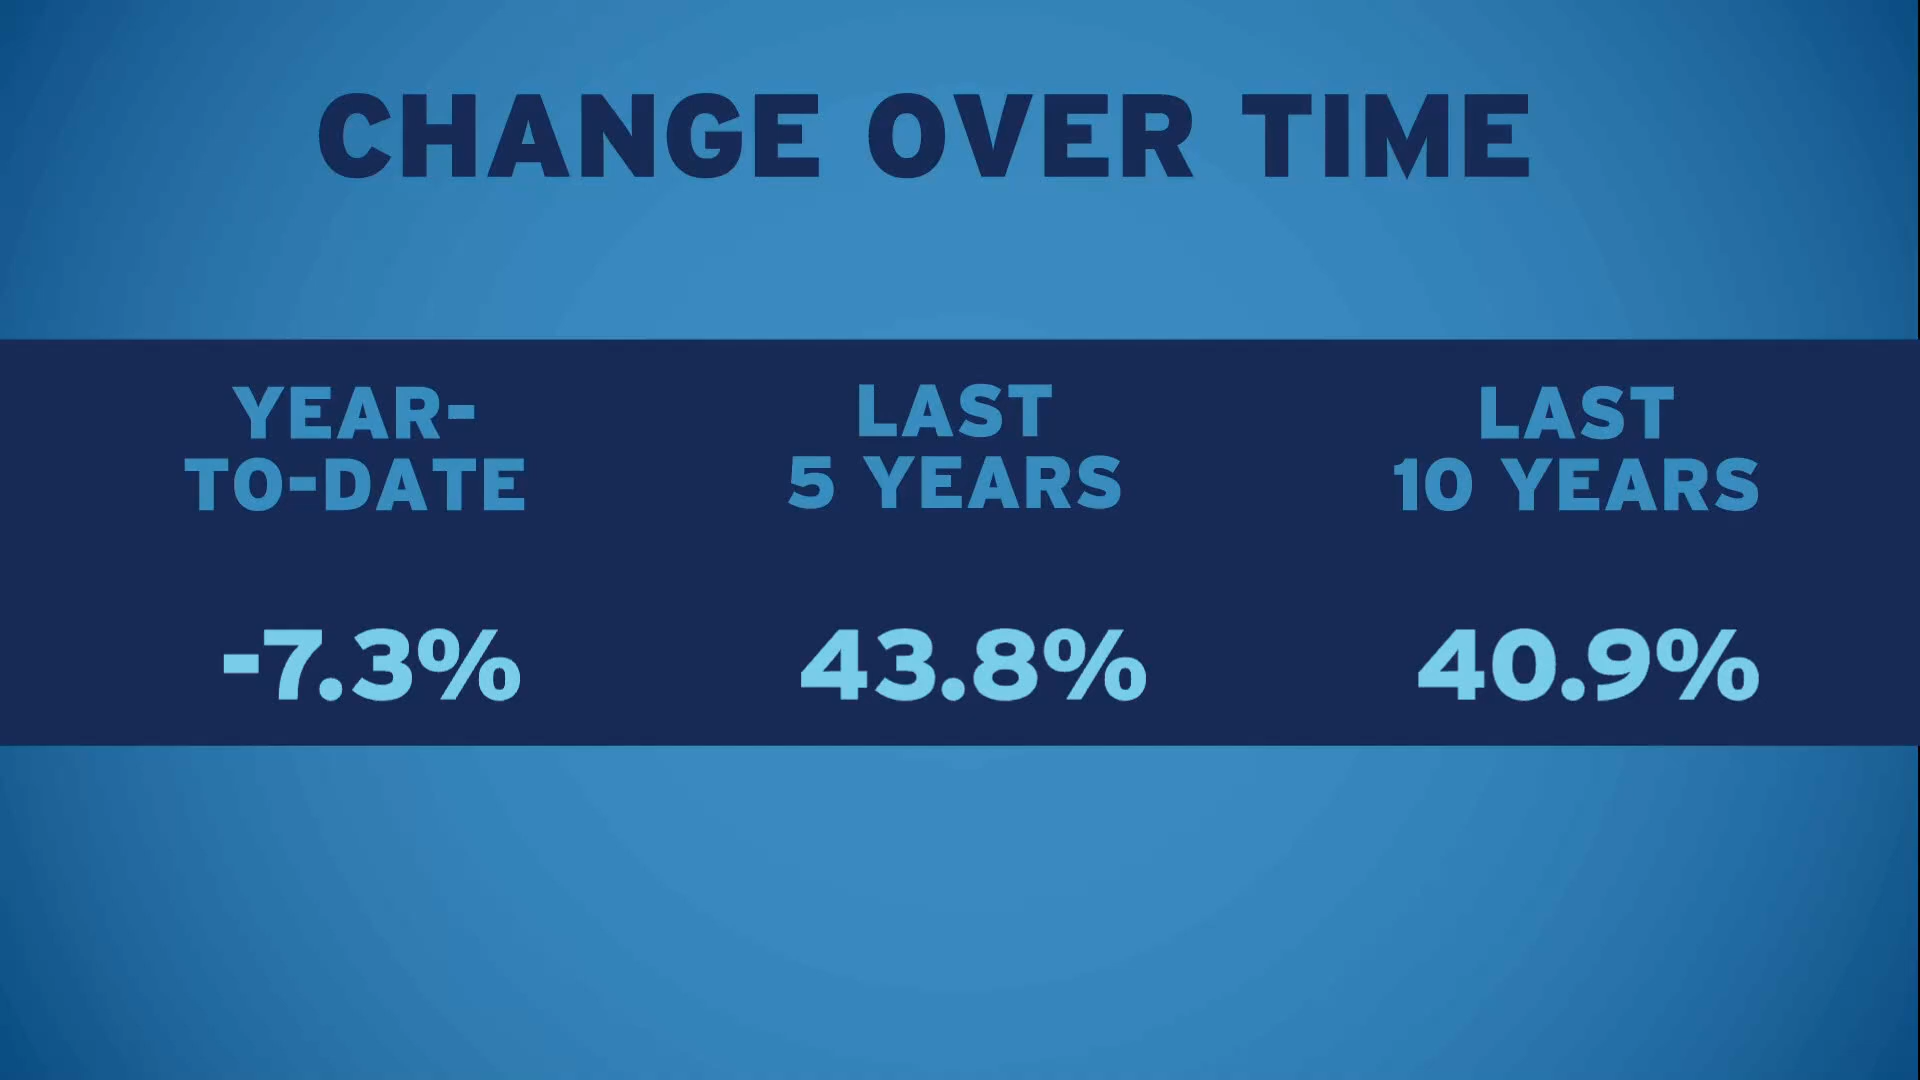 CHANGE OVER TIME
YEAR-
TO-DATE
-7.3%
LAST
5 YEARS
43.8%
LAST
10 YEARS
40.9%